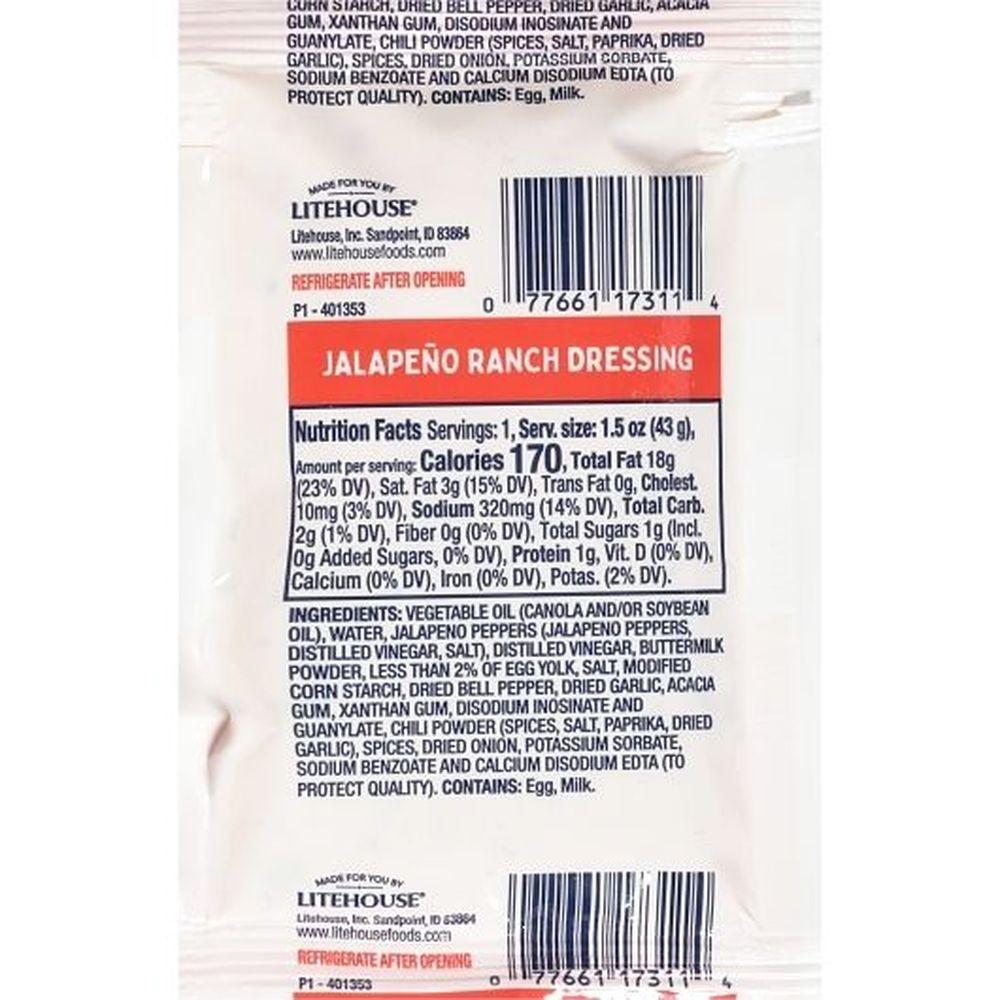 CORN STARCH, DRIED BELL PEPPER, DRIED GARLIC, ACACIA
GUM, XANTHAN GUM, DISODIUM INOSINATE AND
GUANYLATE, CHILI POWDER (SPICES, SALT, PAPRIKA, DRIED
GARLIC), SPICES, DRIED ONION, POTASSIUM SORBATE,
SODIUM BENZOATE AND CALCIUM DISODIUM EDTA (TO
PROTECT QUALITY). CONTAINS: Egg, Milk.
MADE FOR YOU BY
LITEHOUSE®
Litehouse, Inc. Sandpoint, ID 83864
www.litehousefoods.com
REFRIGERATE AFTER OPENING
P1 - 401353
0 77661 17311 4
JALAPEÑO RANCH DRESSING
Nutrition Facts Servings: 1, Serv. size: 1.5 oz (43 g),
Amount per serving: Calories 170, Total Fat 18g
(23% DV), Sat. Fat 3g (15% DV), Trans Fat 0g, Cholest.
10mg (3% DV), Sodium 320mg (14% DV), Total Carb.
2g (1% DV), Fiber 0g (0% DV), Total Sugars 1g (Incl.
0g Added Sugars, 0% DV), Protein 1g, Vit. D (0% DV),
Calcium (0% DV), Iron (0% DV), Potas. (2% DV).
INGREDIENTS: VEGETABLE OIL (CANOLA AND/OR SOYBEAN
OIL), WATER, JALAPENO PEPPERS (JALAPENO PEPPERS,
DISTILLED VINEGAR, SALT), DISTILLED VINEGAR, BUTTERMILK
POWDER, LESS THAN 2% OF EGG YOLK, SALT, MODIFIED
CORN STARCH, DRIED BELL PEPPER, DRIED GARLIC, ACACIA
GUM, XANTHAN GUM, DISODIUM INOSINATE AND
GUANYLATE, CHILI POWDER (SPICES, SALT, PAPRIKA, DRIED
GARLIC), SPICES, DRIED ONION, POTASSIUM SORBATE,
SODIUM BENZOATE AND CALCIUM DISODIUM EDTA (TO
PROTECT QUALITY). CONTAINS: Egg, Milk.
MADE FOR YOU BY
LITEHOUSE®
Litehouse, Inc. Sandpoint, ID 83864
www.litehousefoods.com
REFRIGERATE AFTER OPENING
P1 - 401353
0 77661 17311 4